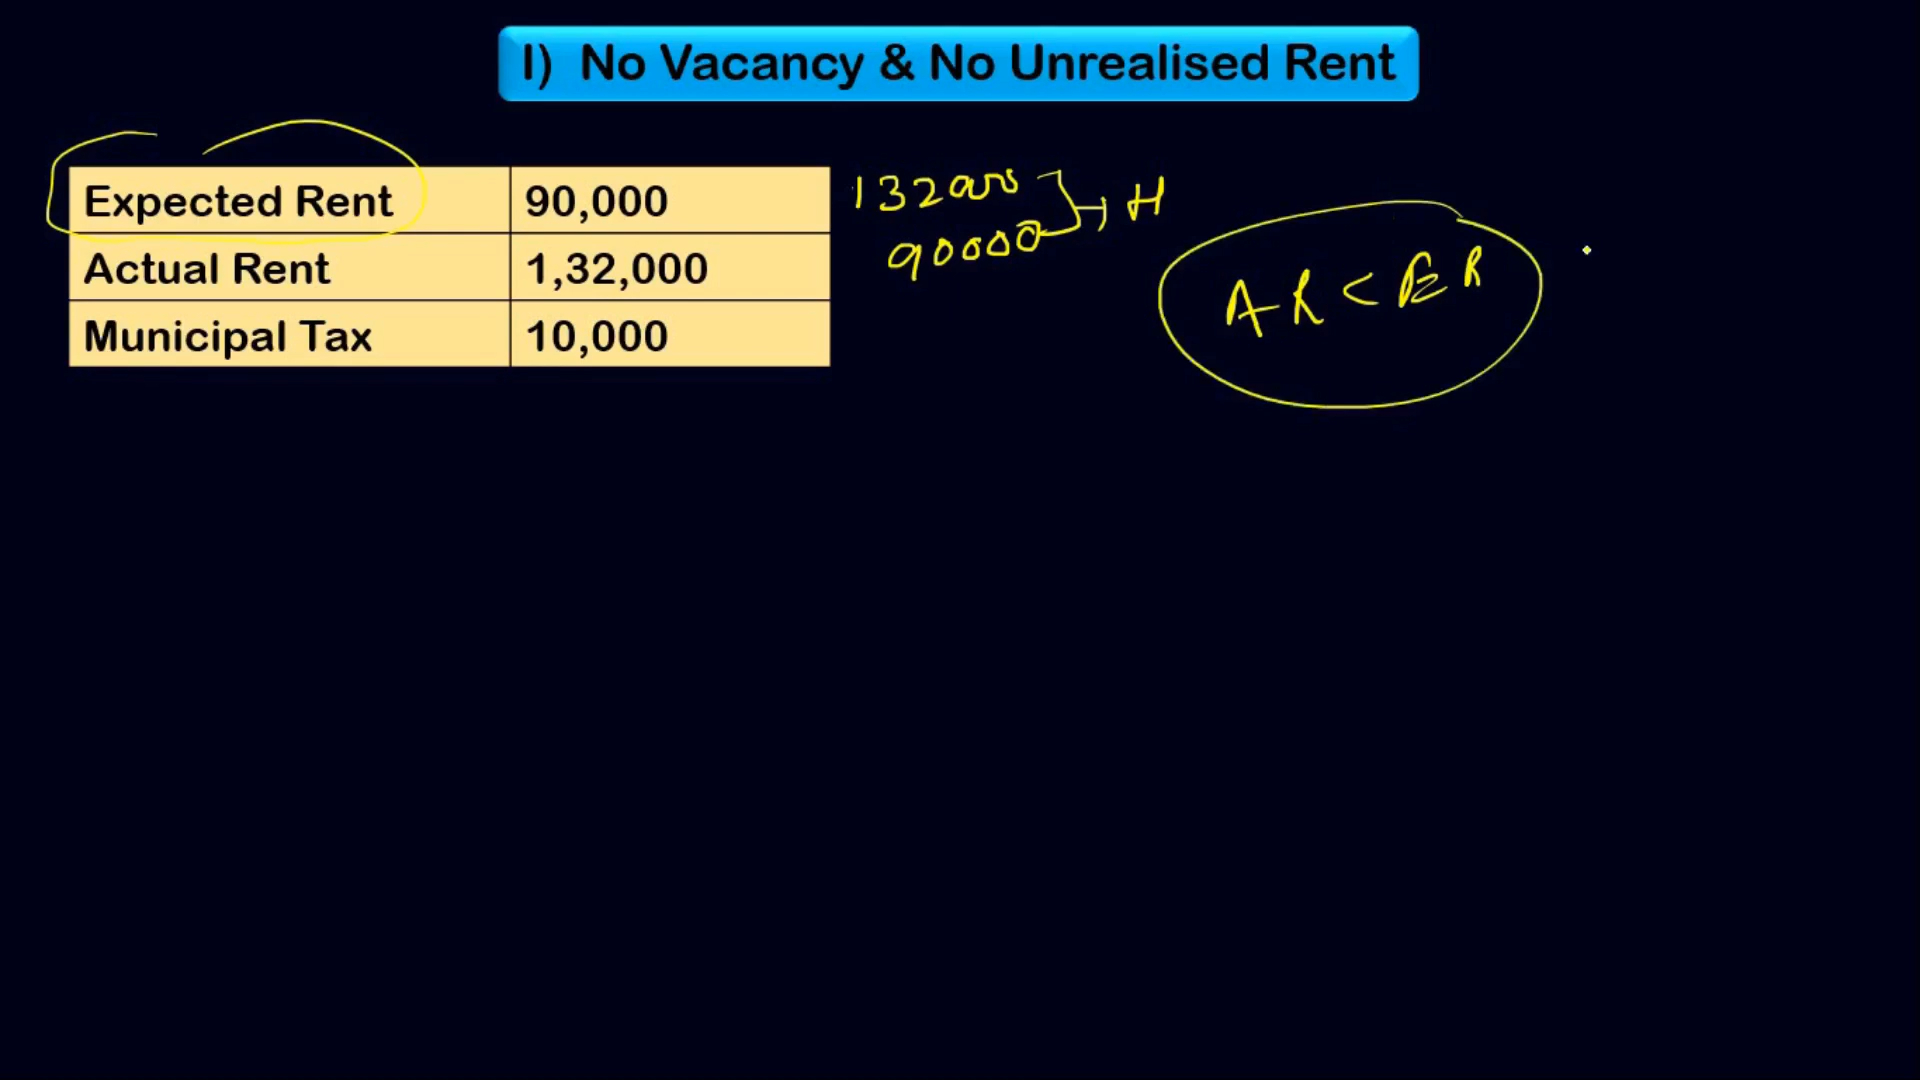 I) No Vacancy & No Unrealised Rent
Expected Rent 90,000
Actual Rent 1,32,000
Municipal Tax 10,000
132000
90000
H
AR < ER